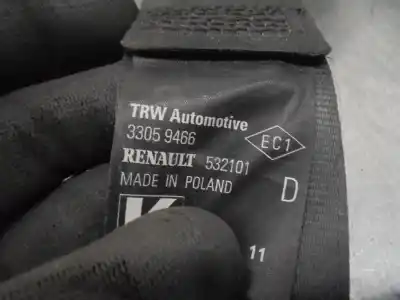 TRW Automotive
3305 9466
EC1
RENAULT 532101
MADE IN POLAND
D
11